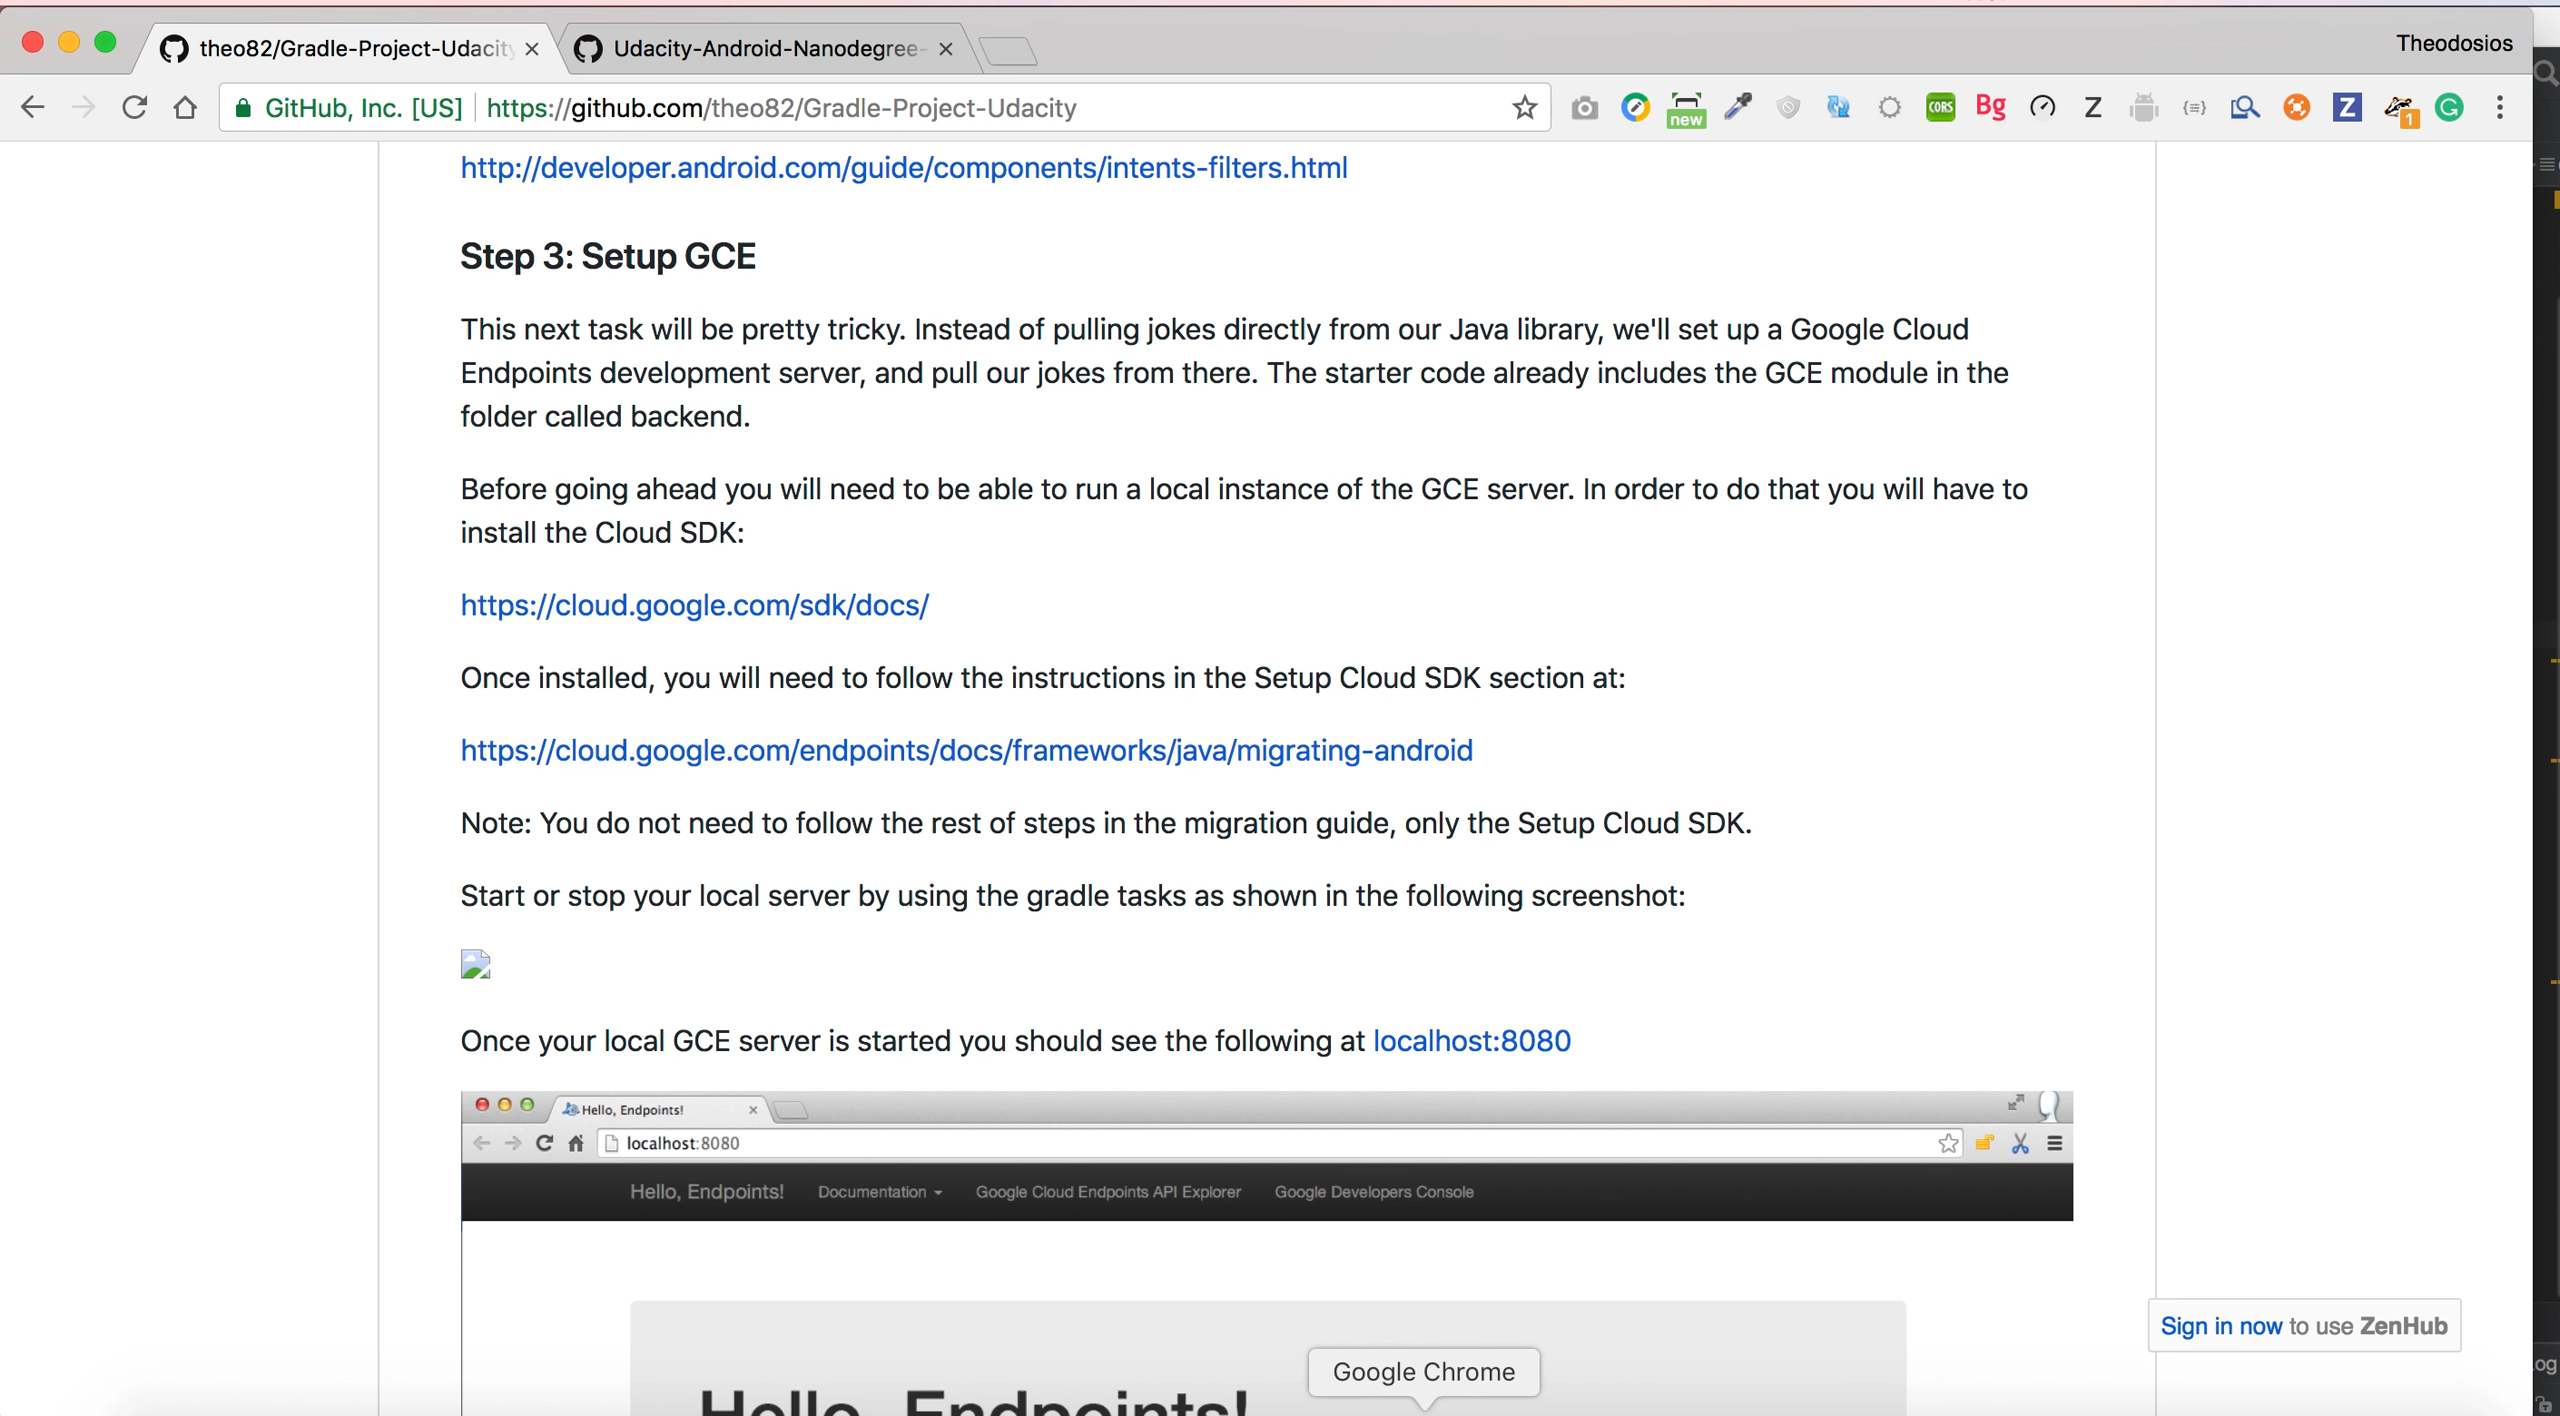 theo82/Gradle-Project-Udacity
Udacity-Android-Nanodegree-
Theodosios
GitHub, Inc. [US]
https://github.com/theo82/Gradle-Project-Udacity
new
CORS
Bg
Z
Z
1
G
http://developer.android.com/guide/components/intents-filters.html
Step 3: Setup GCE
This next task will be pretty tricky. Instead of pulling jokes directly from our Java library, we'll set up a Google Cloud
Endpoints development server, and pull our jokes from there. The starter code already includes the GCE module in the
folder called backend.
Before going ahead you will need to be able to run a local instance of the GCE server. In order to do that you will have to
install the Cloud SDK:
https://cloud.google.com/sdk/docs/
Once installed, you will need to follow the instructions in the Setup Cloud SDK section at:
https://cloud.google.com/endpoints/docs/frameworks/java/migrating-android
Note: You do not need to follow the rest of steps in the migration guide, only the Setup Cloud SDK.
Start or stop your local server by using the gradle tasks as shown in the following screenshot:
Once your local GCE server is started you should see the following at localhost:8080
Hello, Endpoints!
localhost:8080
Hello, Endpoints! Documentation Google Cloud Endpoints API Explorer Google Developers Console
Sign in now to use ZenHub
og
Google Chrome
Hello, Endpoints!